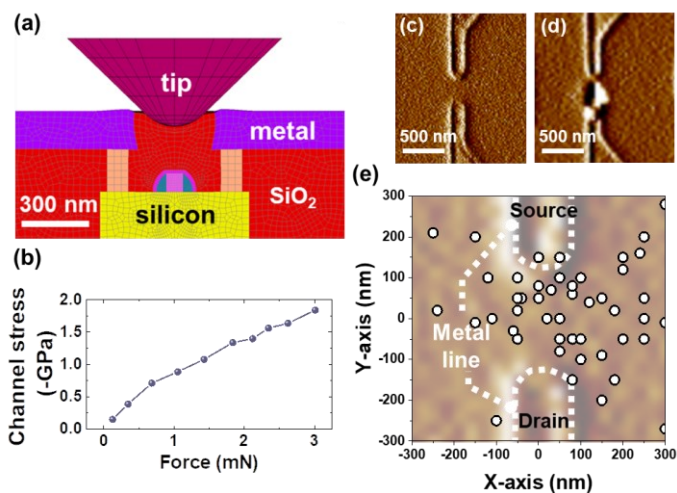 (a)
tip
metal
300 nm
silicon
SiO₂
(b)
Channel stress
(-GPa)
2.0
1.5
1.0
0.5
0.0
0 1 2 3
Force (mN)
(c)
500 nm
(d)
500 nm
(e)
Y-axis (nm)
300
200
100
0
-100
-200
-300
Source
Metal
line
Drain
-300 -200 -100 0 100 200 300
X-axis (nm)